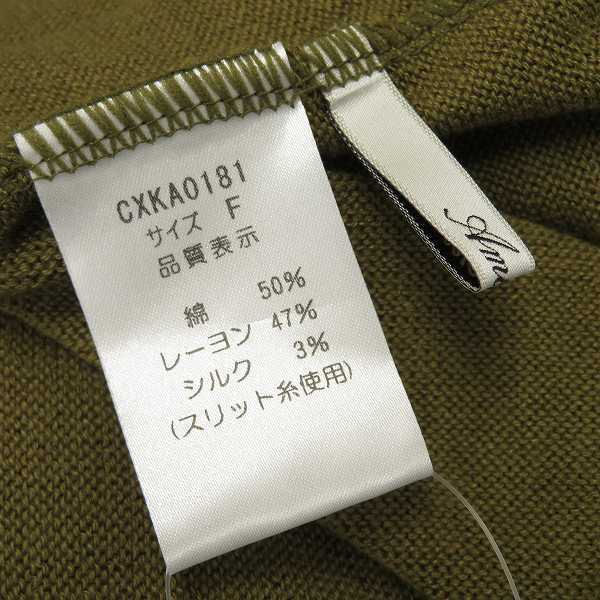 CXKA0181
サイズ F
品質表示
綿 50%
レーヨン 47%
シルク 3%
(スリット糸使用)